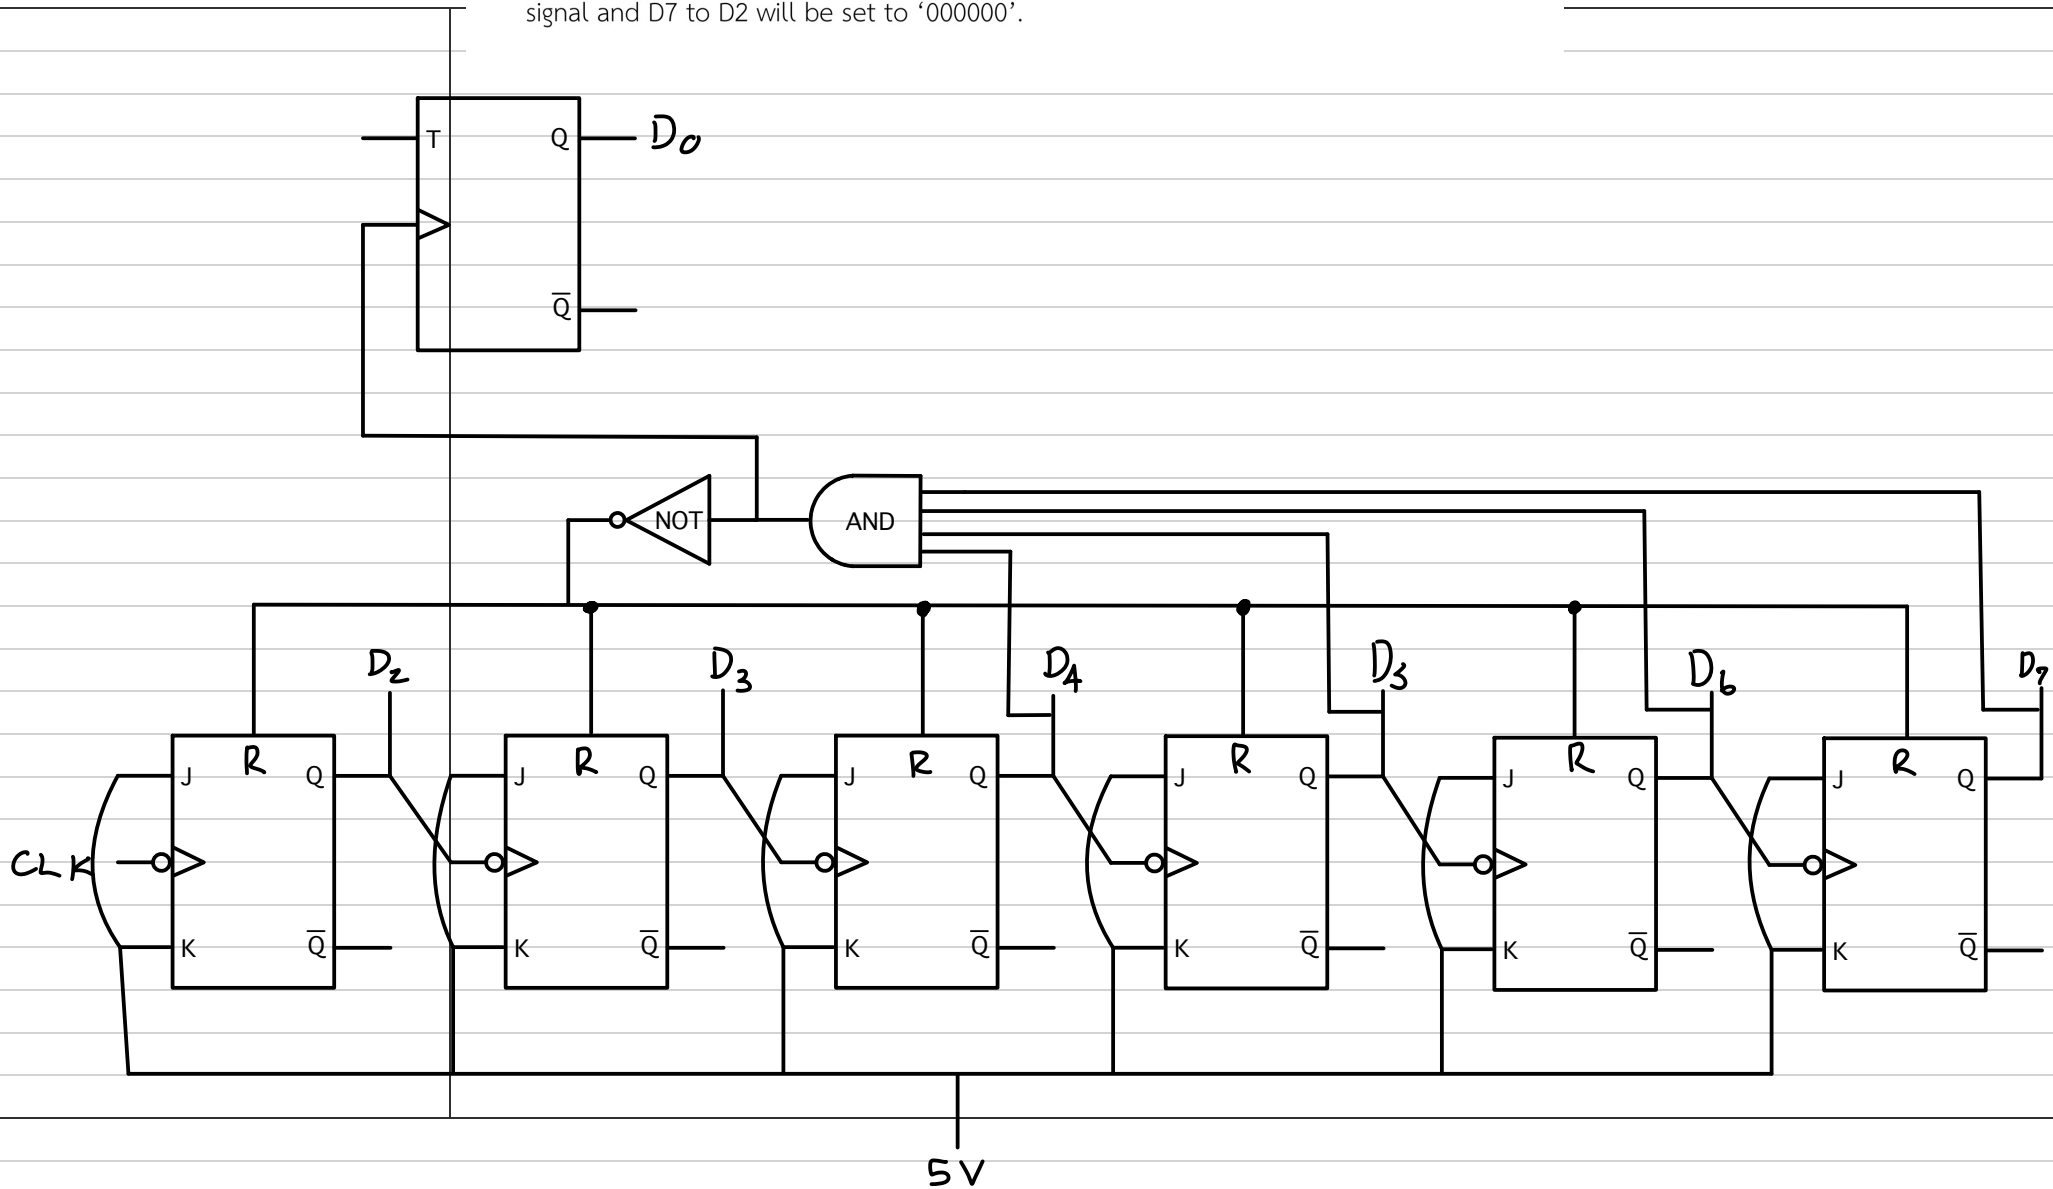 signal and D7 to D2 will be set to ‘000000’.
T Q D0
Q̅
NOT AND
D2 D3 D4 D5 D6 D7
R R R R R R
J Q J Q J Q J Q J Q J Q
CLK
K Q̅ K Q̅ K Q̅ K Q̅ K Q̅ K Q̅
5V